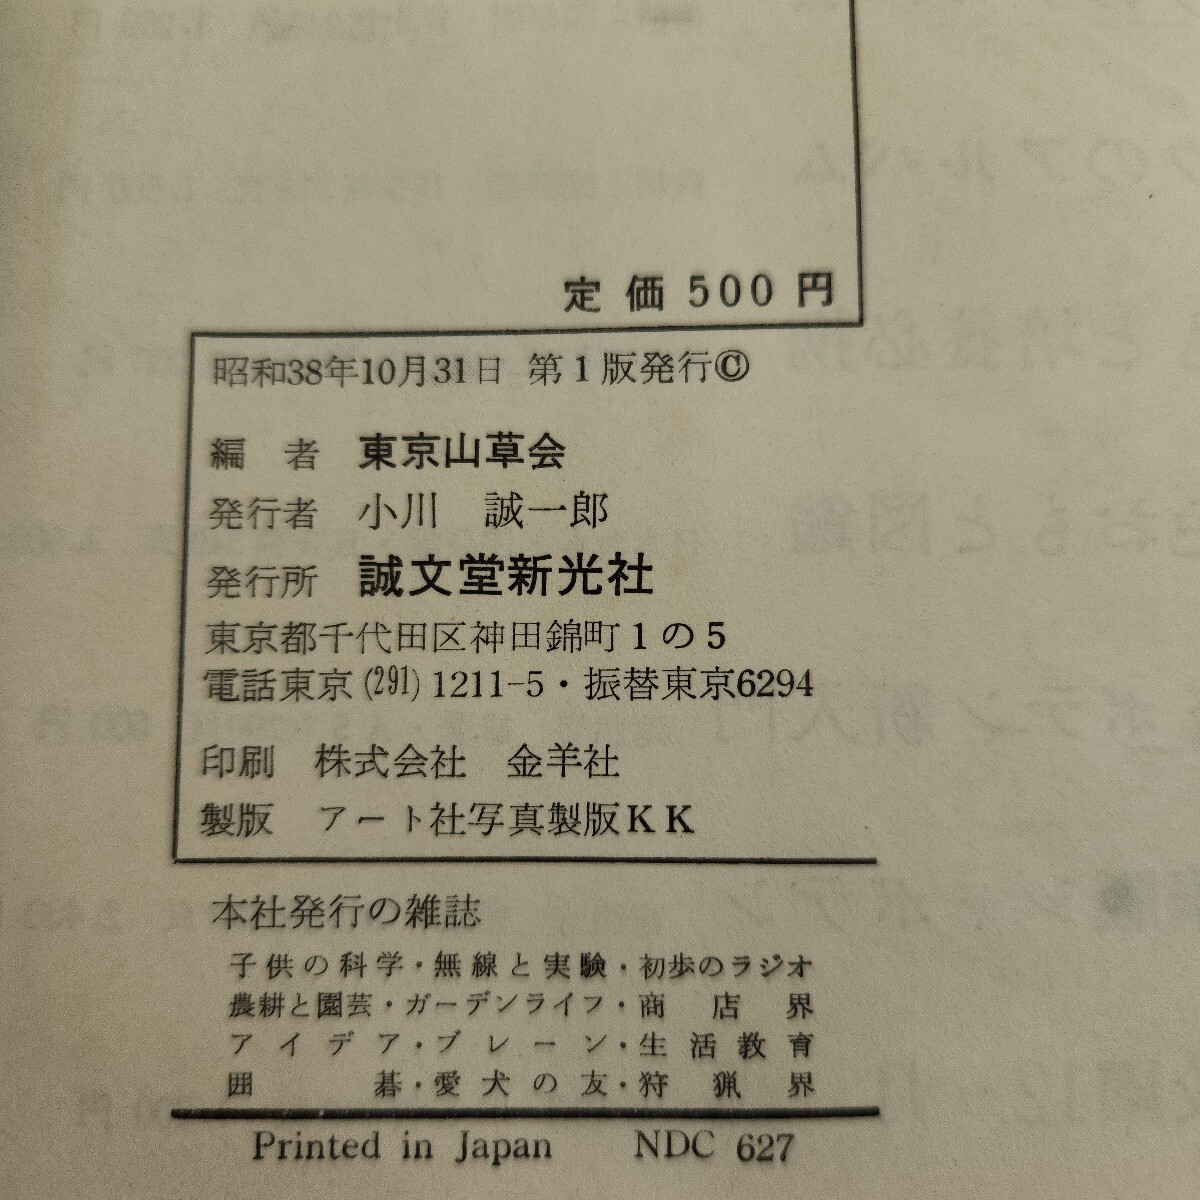 定価 500 円
昭和38年10月31日 第1版発行©
編者 東京山草会
発行者 小川 誠一郎
発行所 誠文堂新光社
東京都千代田区神田錦町1の5
電話東京(291)1211-5・振替東京6294
印刷 株式会社 金羊社
製版 アート社写真製版KK
本社発行の雑誌
子供の科学・無線と実験・初歩のラジオ
農耕と園芸・ガーデンライフ・商店界
アイデア・ブレーン・生活教育
囲碁・愛犬の友・狩猟界
Printed in Japan NDC 627